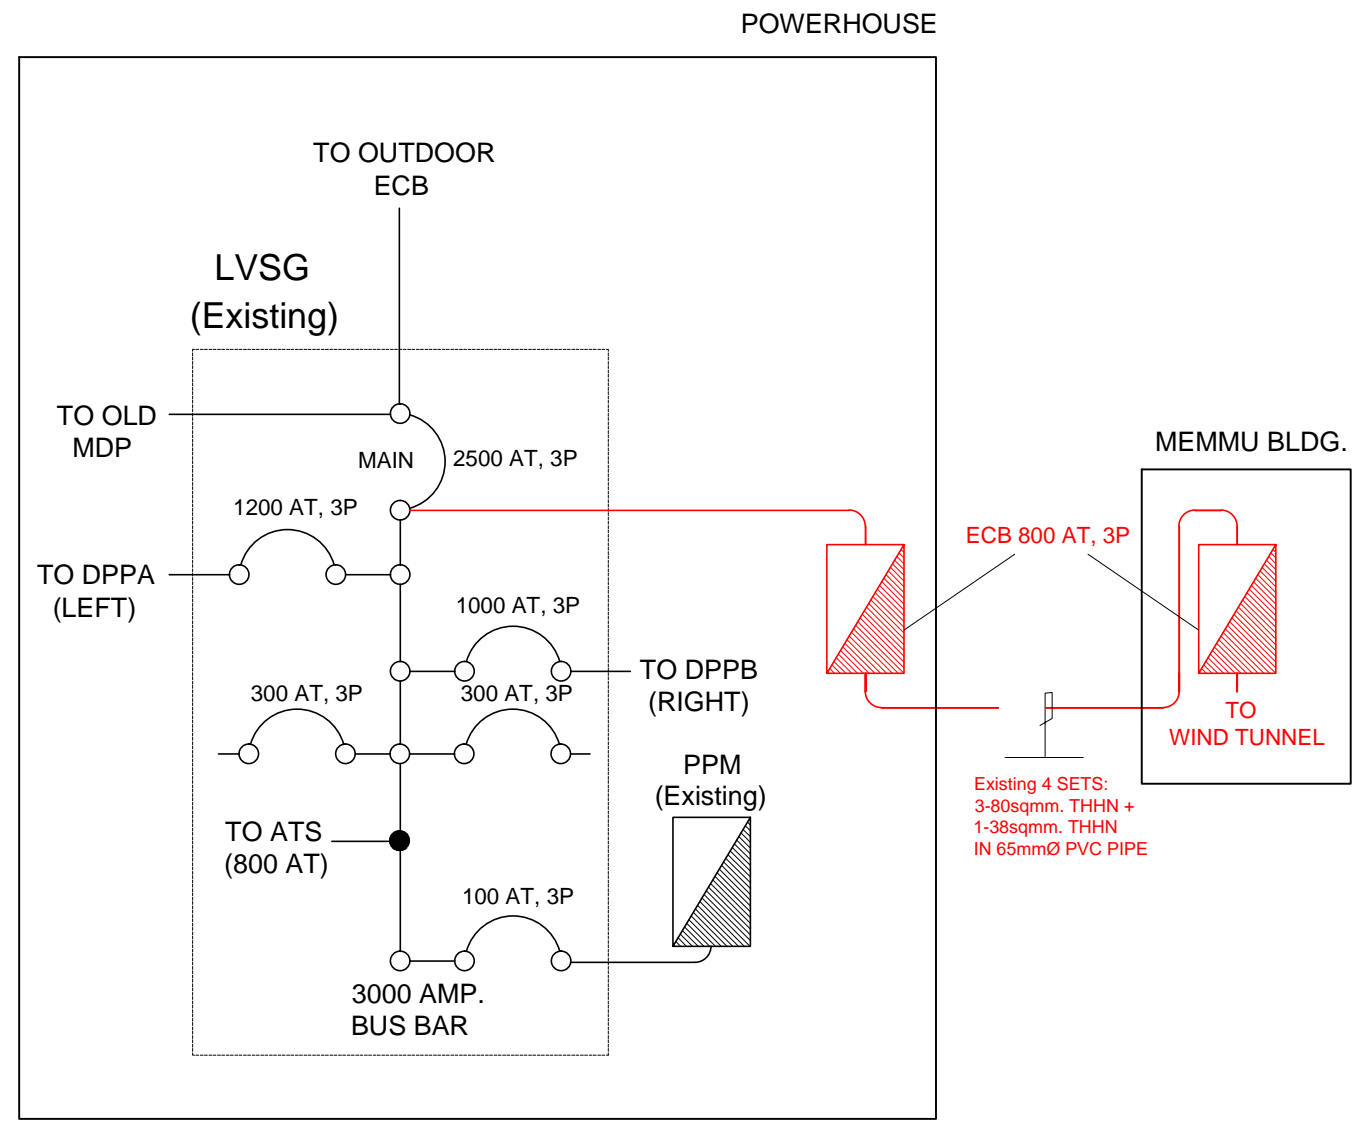 POWERHOUSE
TO OUTDOOR
ECB
LVSG
(Existing)
TO OLD
MDP
MAIN
2500 AT, 3P
1200 AT, 3P
TO DPPA
(LEFT)
1000 AT, 3P
TO DPPB
(RIGHT)
300 AT, 3P
300 AT, 3P
PPM
(Existing)
TO ATS
(800 AT)
100 AT, 3P
3000 AMP.
BUS BAR
ECB 800 AT, 3P
MEMMU BLDG.
TO
WIND TUNNEL
Existing 4 SETS:
3-80sqmm. THHN +
1-38sqmm. THHN
IN 65mmØ PVC PIPE